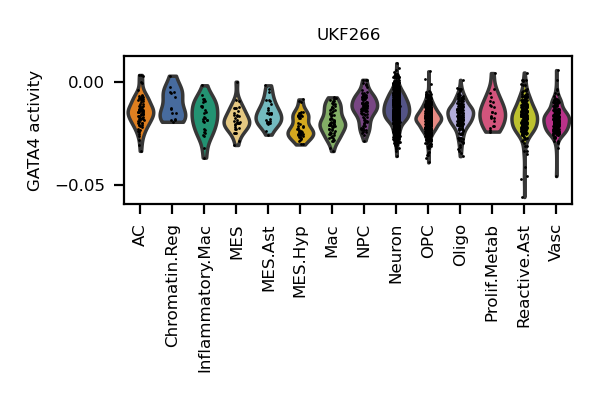 UKF266
GATA4 activity
0.00
−0.05
AC
Chromatin.Reg
Inflammatory.Mac
MES
MES.Ast
MES.Hyp
Mac
NPC
Neuron
OPC
Oligo
Prolif.Metab
Reactive.Ast
Vasc